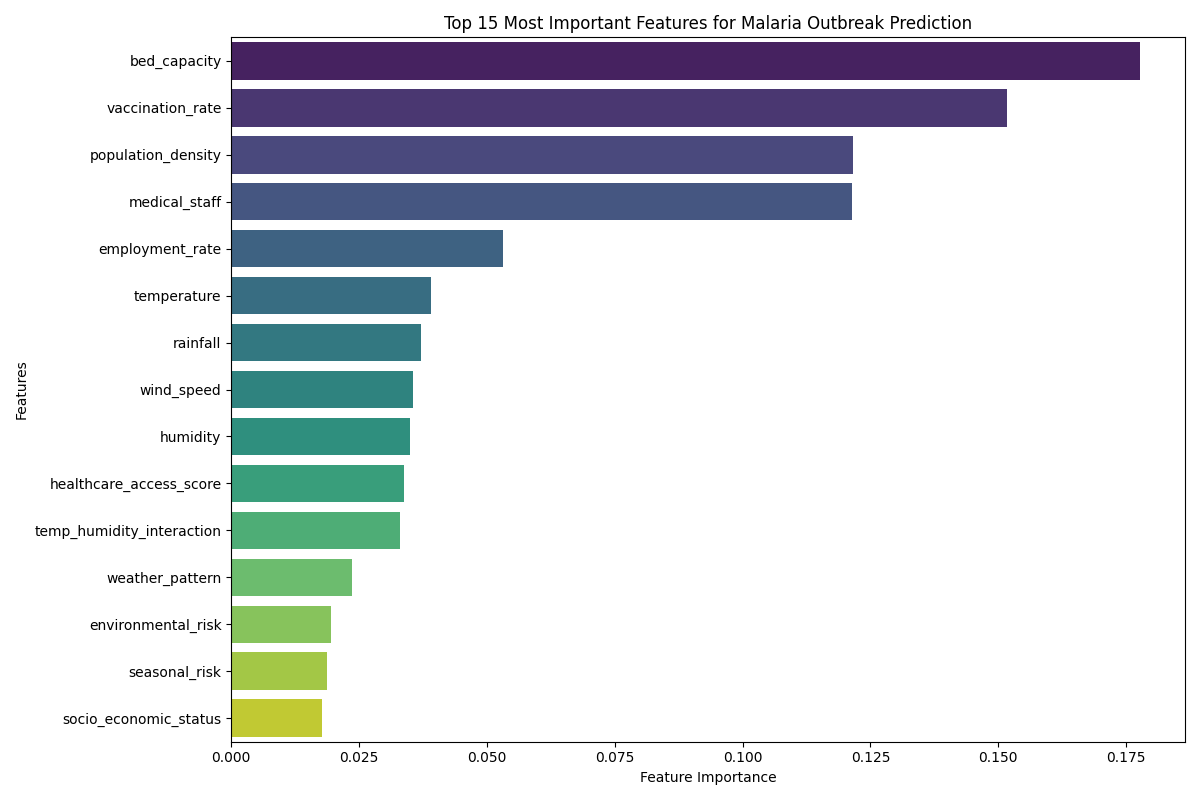 Top 15 Most Important Features for Malaria Outbreak Prediction
bed_capacity
vaccination_rate
population_density
medical_staff
employment_rate
temperature
rainfall
wind_speed
humidity
healthcare_access_score
temp_humidity_interaction
weather_pattern
environmental_risk
seasonal_risk
socio_economic_status
Features
0.000 0.025 0.050 0.075 0.100 0.125 0.150 0.175
Feature Importance